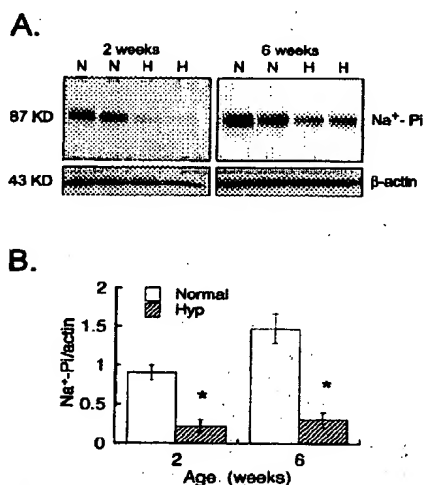 A.
2 weeks 6 weeks
N N H H N N H H
87 KD Na⁺- Pi
43 KD β-actin
B.
Normal
Hyp
Na⁺-Pi/actin
2
1.5
1
0.5
0
* *
2 6
Age (weeks)